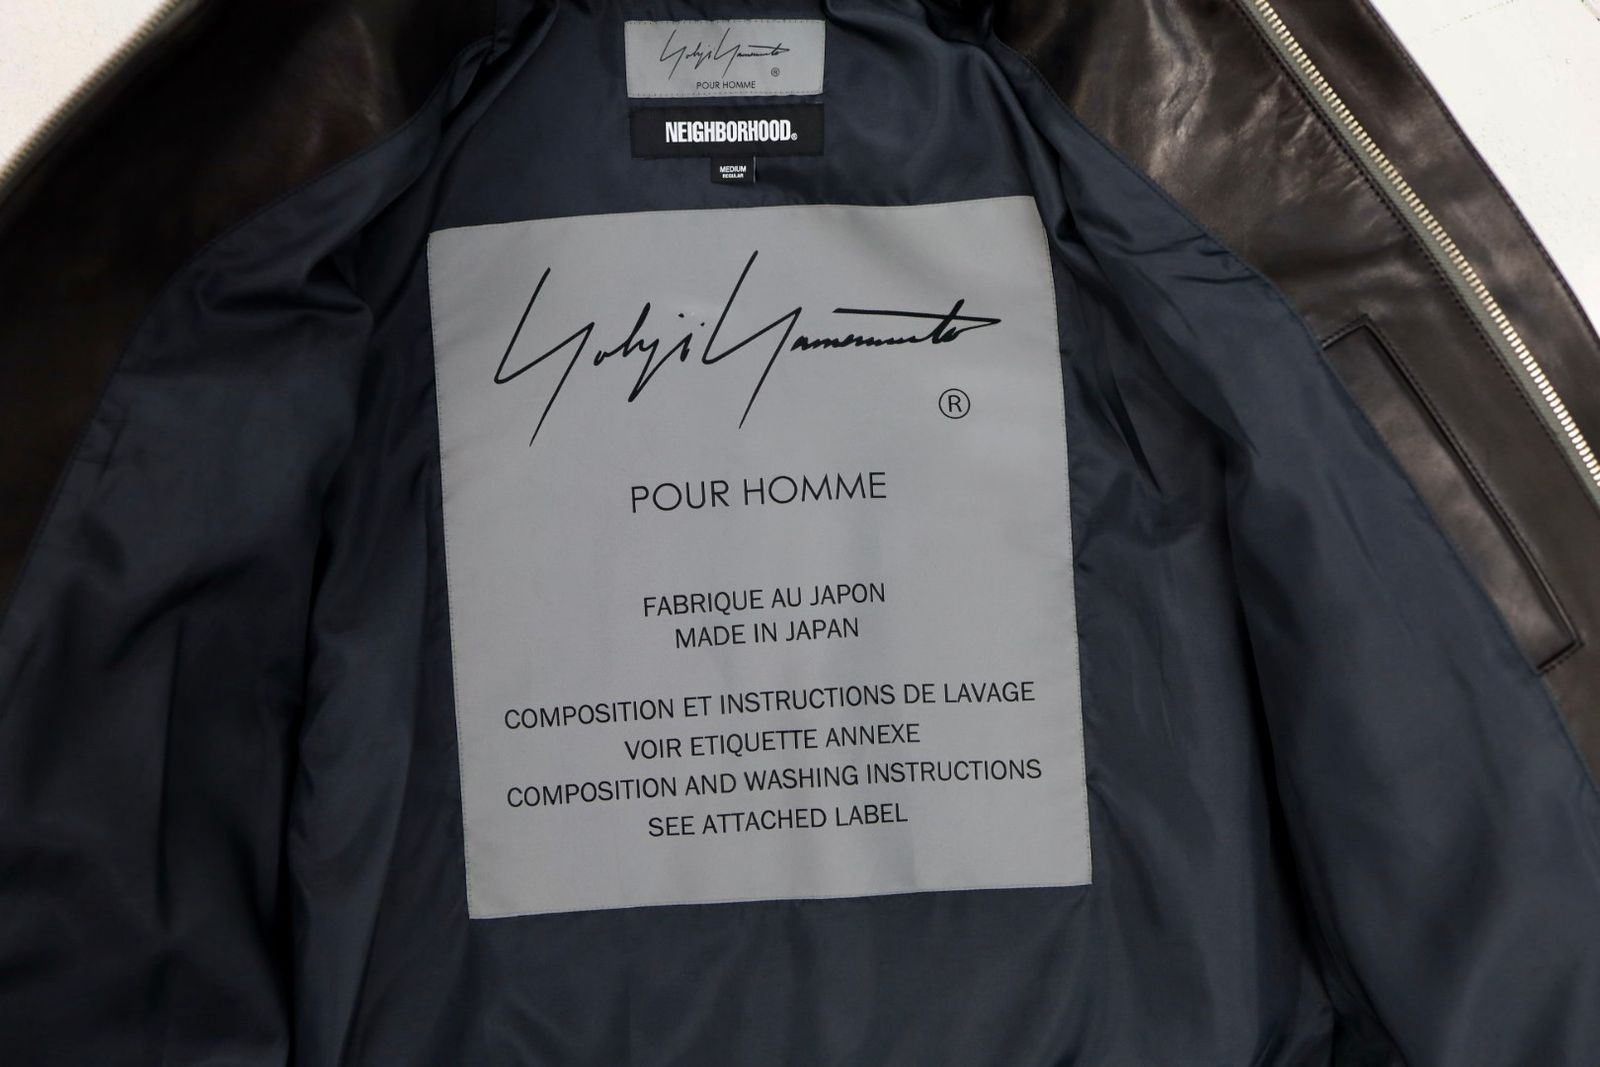 Yohji Yamamoto
®
POUR HOMME
NEIGHBORHOOD®
MEDIUM
REGULAR
Yohji Yamamoto
®
POUR HOMME
FABRIQUE AU JAPON
MADE IN JAPAN
COMPOSITION ET INSTRUCTIONS DE LAVAGE
VOIR ETIQUETTE ANNEXE
COMPOSITION AND WASHING INSTRUCTIONS
SEE ATTACHED LABEL